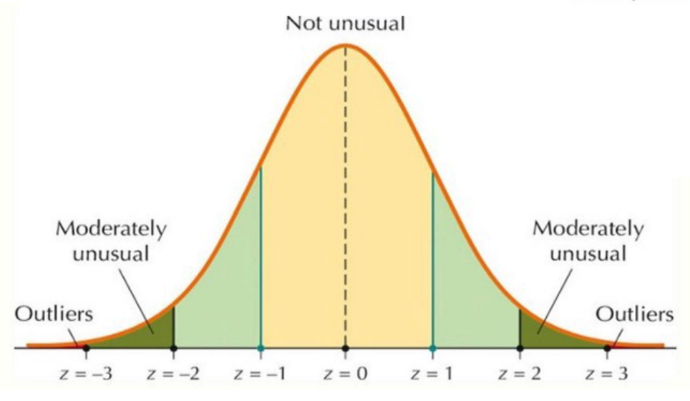 Not unusual
Moderately
unusual
Moderately
unusual
Outliers
Outliers
z = –3
z = –2
z = –1
z = 0
z = 1
z = 2
z = 3